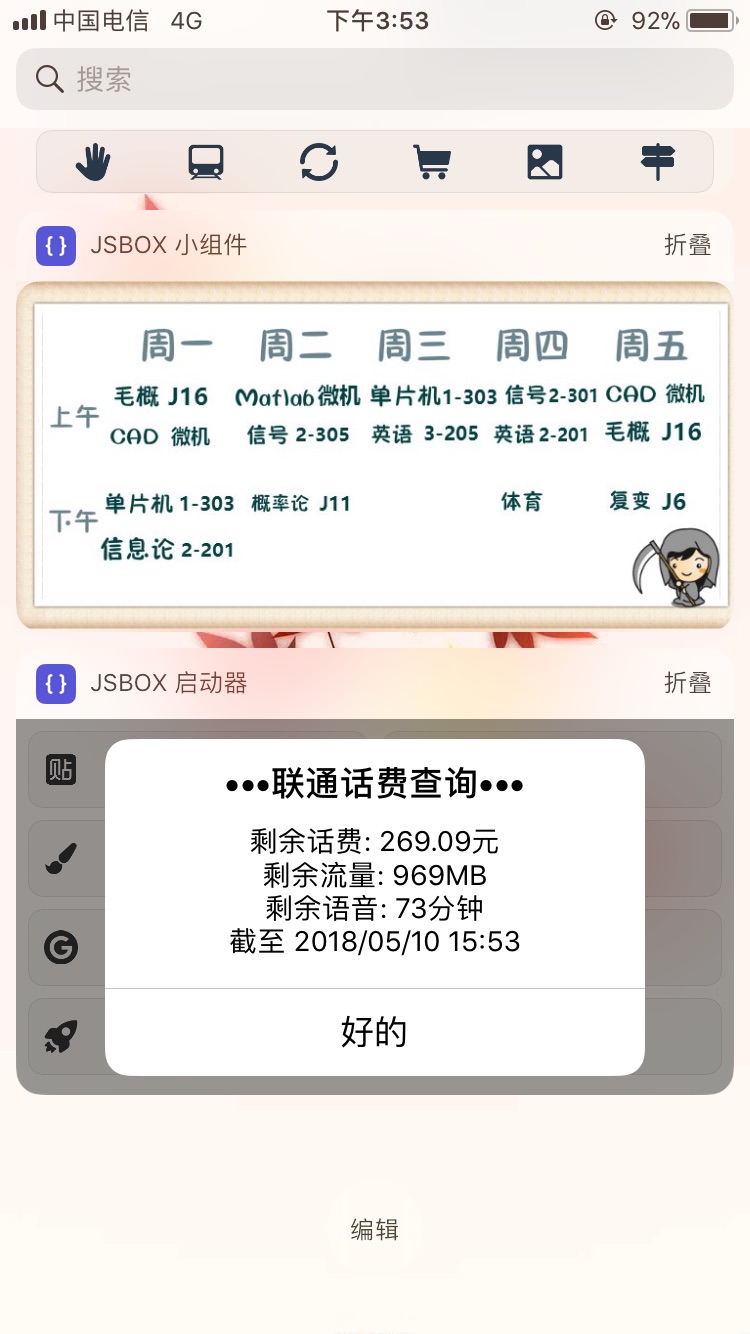 中国电信 4G 下午3:53 92%
搜索
JSBOX 小组件 折叠
周一 周二 周三 周四 周五
上午
毛概 J16 Matlab微机 单片机1-303 信号2-301 CAD 微机
CAD 微机 信号 2-305 英语 3-205 英语2-201 毛概 J16
下午
单片机 1-303 概率论 J11 体育 复变 J6
信息论 2-201
JSBOX 启动器 折叠
贴
•••联通话费查询•••
剩余话费: 269.09元
剩余流量: 969MB
剩余语音: 73分钟
截至 2018/05/10 15:53
G
好的
编辑